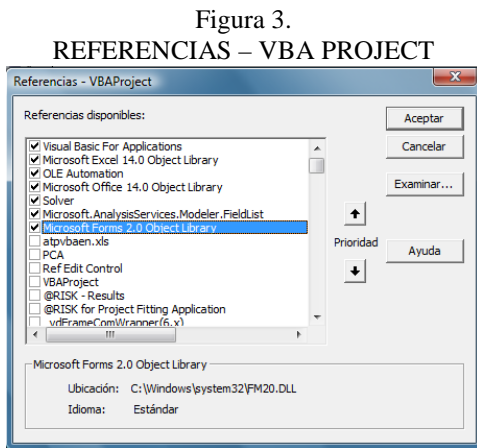 Figura 3.
REFERENCIAS – VBA PROJECT
Referencias - VBAProject
Referencias disponibles:
Visual Basic For Applications
Microsoft Excel 14.0 Object Library
OLE Automation
Microsoft Office 14.0 Object Library
Solver
Microsoft.AnalysisServices.Modeler.FieldList
Microsoft Forms 2.0 Object Library
atpvbaen.xls
PCA
Ref Edit Control
VBAProject
@RISK - Results
@RISK for Project Fitting Application
_vdFrameComWrapper(6.x)
Aceptar
Cancelar
Examinar...
Prioridad
Ayuda
Microsoft Forms 2.0 Object Library
Ubicación: C:\Windows\system32\FM20.DLL
Idioma: Estándar